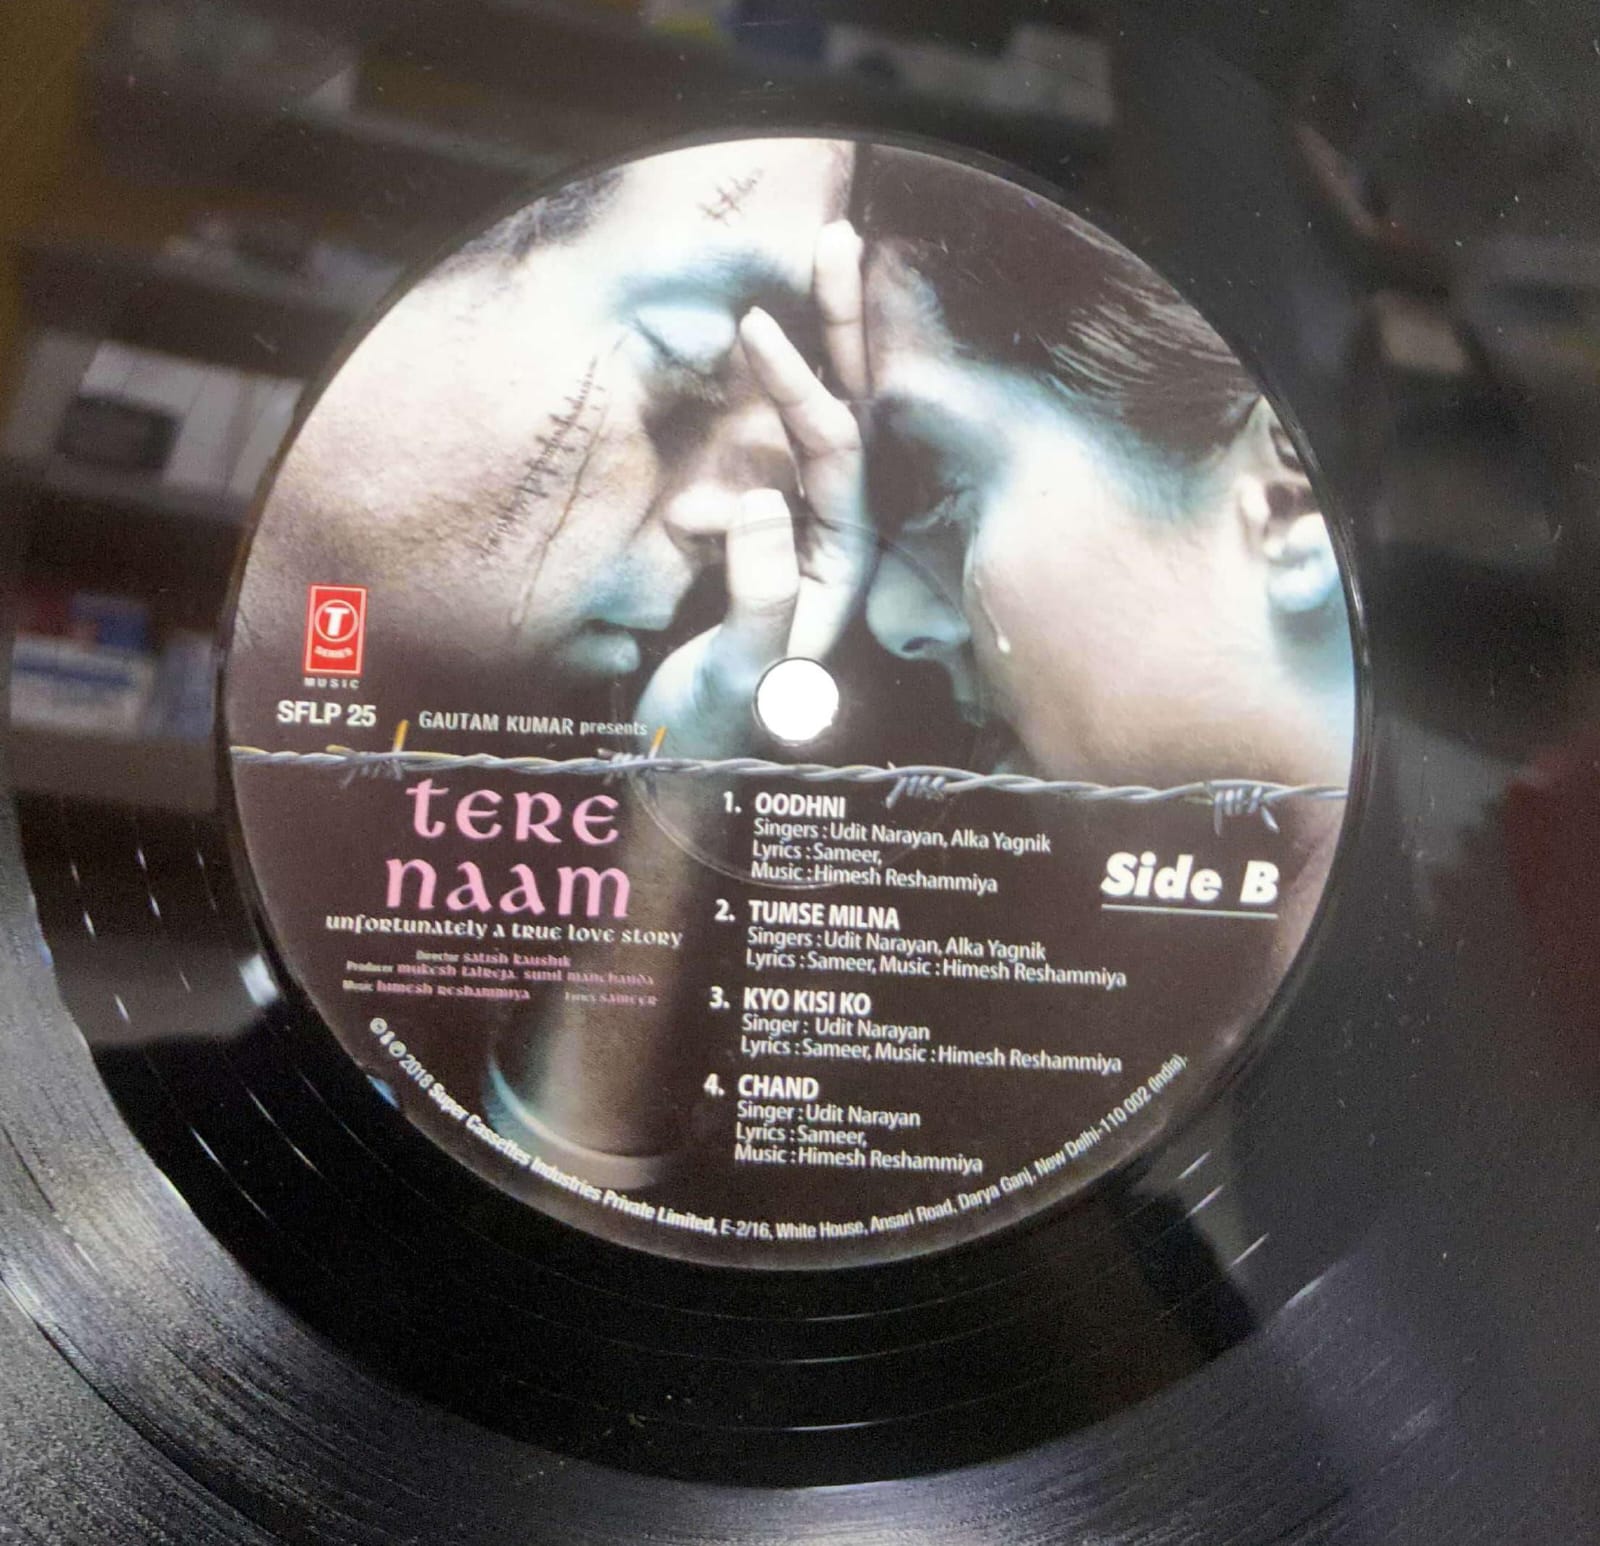 T
SERIES
MUSIC
SFLP 25
GAUTAM KUMAR presents
tere
naam
unfortunately a true love story
Director satish kaushik
Producer mukesh talreja, sunil manchanda
Music himesh reshammiya Lyrics sameer
1. OODHNI
Singers : Udit Narayan, Alka Yagnik
Lyrics : Sameer,
Music : Himesh Reshammiya
2. TUMSE MILNA
Singers : Udit Narayan, Alka Yagnik
Lyrics : Sameer, Music : Himesh Reshammiya
3. KYO KISI KO
Singer : Udit Narayan
Lyrics : Sameer, Music : Himesh Reshammiya
4. CHAND
Singer : Udit Narayan
Lyrics : Sameer,
Music : Himesh Reshammiya
Side B
© & ℗ 2018 Super Cassettes Industries Private Limited, E-2/16, White House, Ansari Road, Darya Ganj, New Delhi-110 002 (India).